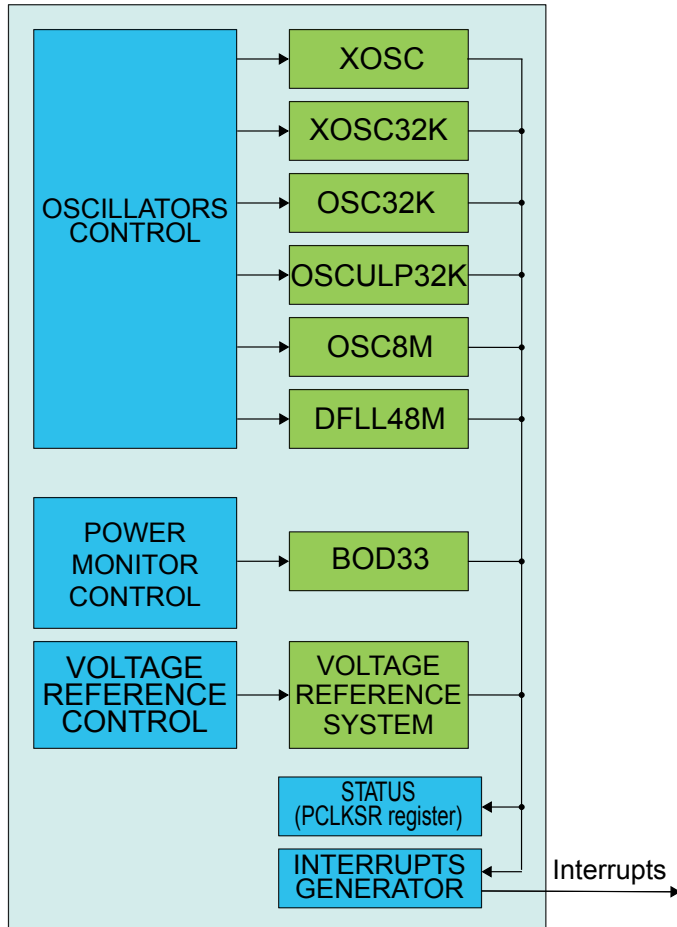 XOSC
XOSC32K
OSCILLATORS
CONTROL
OSC32K
OSCULP32K
OSC8M
DFLL48M
POWER
MONITOR
CONTROL
BOD33
VOLTAGE
REFERENCE
CONTROL
VOLTAGE
REFERENCE
SYSTEM
STATUS
(PCLKSR register)
INTERRUPTS
GENERATOR
Interrupts